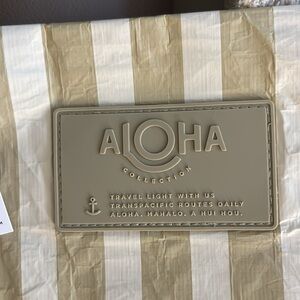 ALOHA
COLLECTION
TRAVEL LIGHT WITH US
TRANSPACIFIC ROUTES DAILY
ALOHA, MAHALO, A HUI HOU.